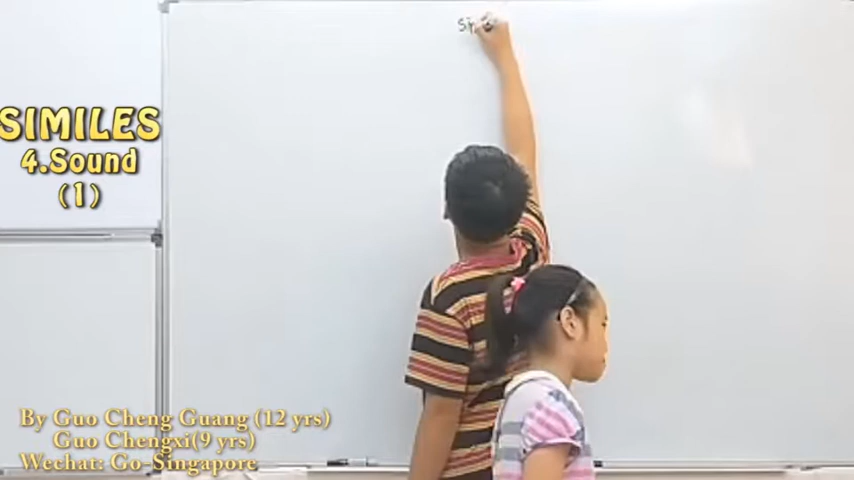 SIMILES
4.Sound
(1)
By Guo Cheng Guang (12 yrs)
Guo Chengxi(9 yrs)
Wechat: Go-Singapore